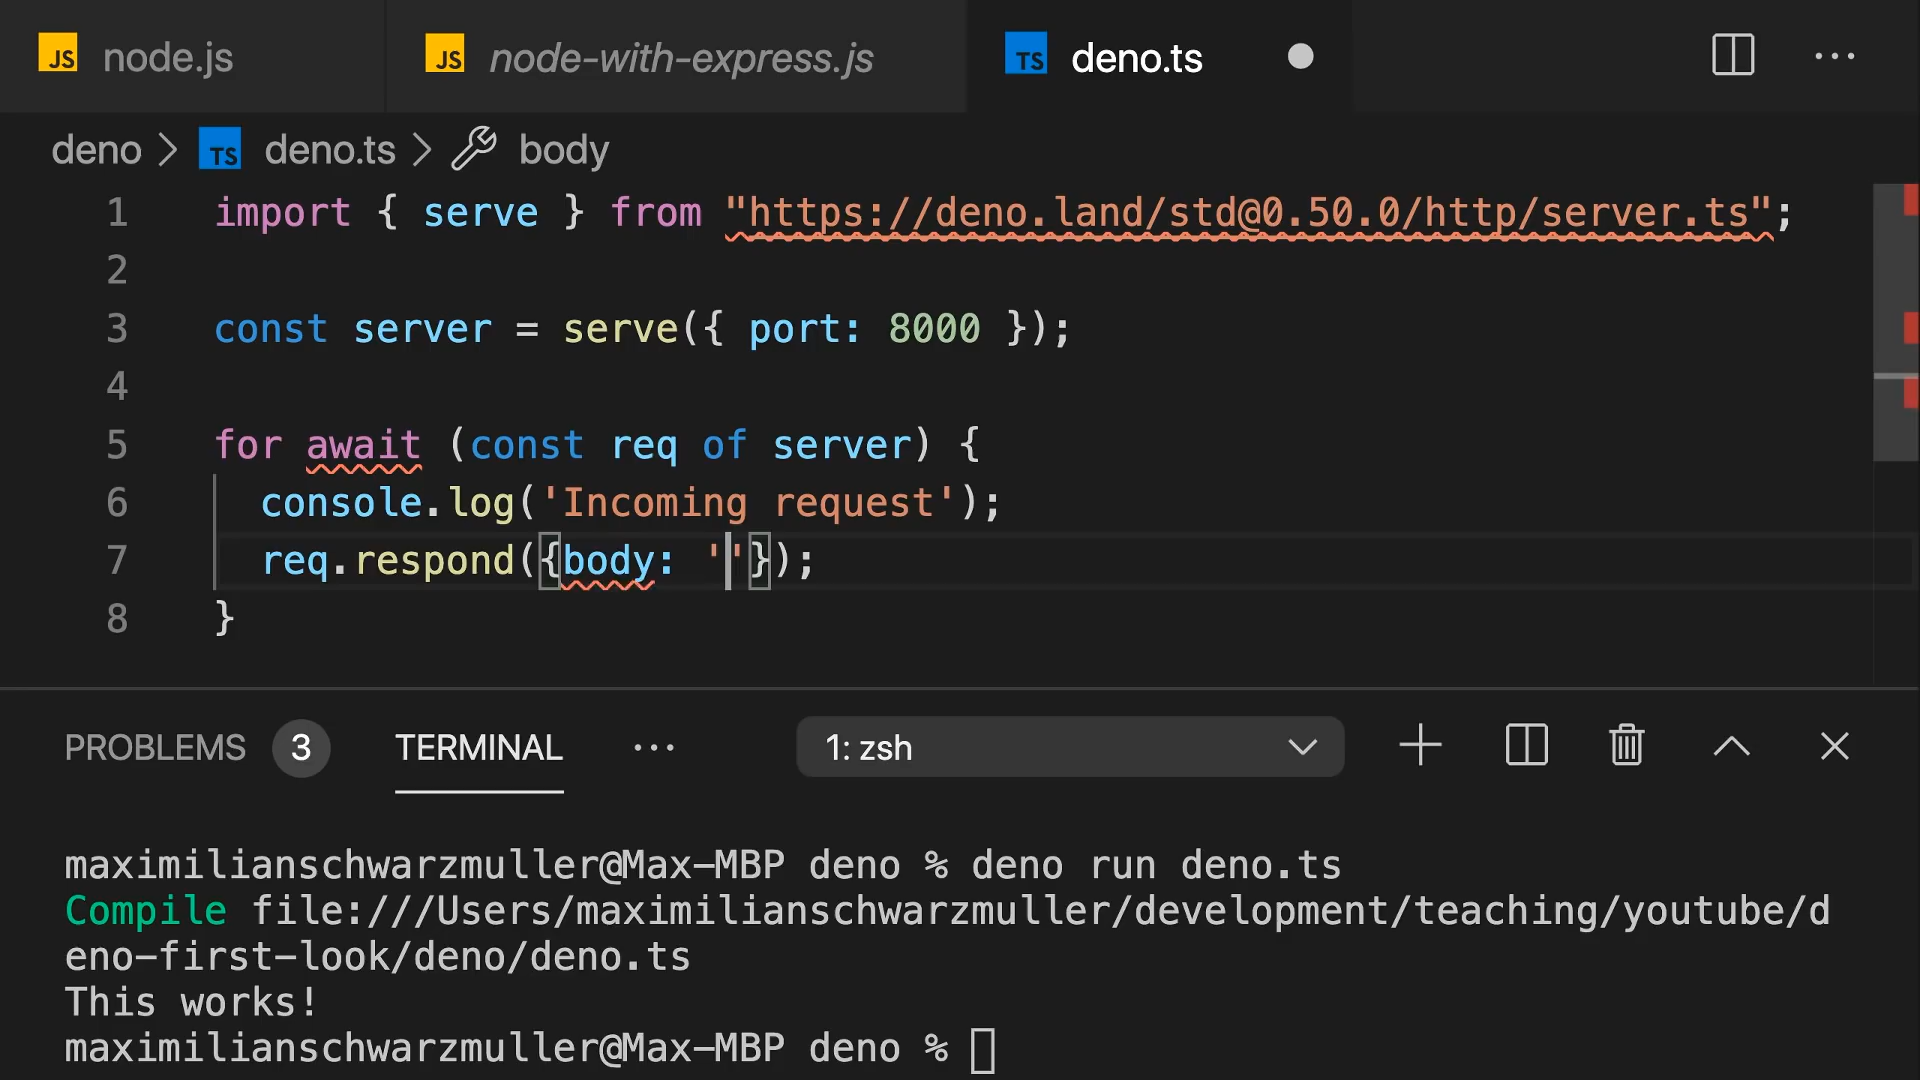 JS node.js JS node-with-express.js TS deno.ts ● ···
deno > TS deno.ts > body
1 import { serve } from "https://deno.land/std@0.50.0/http/server.ts";
2
3 const server = serve({ port: 8000 });
4
5 for await (const req of server) {
6 console.log('Incoming request');
7 req.respond({body: ''});
8 }
PROBLEMS 3 TERMINAL ··· 1: zsh
maximilianschwarzmuller@Max-MBP deno % deno run deno.ts
Compile file:///Users/maximilianschwarzmuller/development/teaching/youtube/d
eno-first-look/deno/deno.ts
This works!
maximilianschwarzmuller@Max-MBP deno %